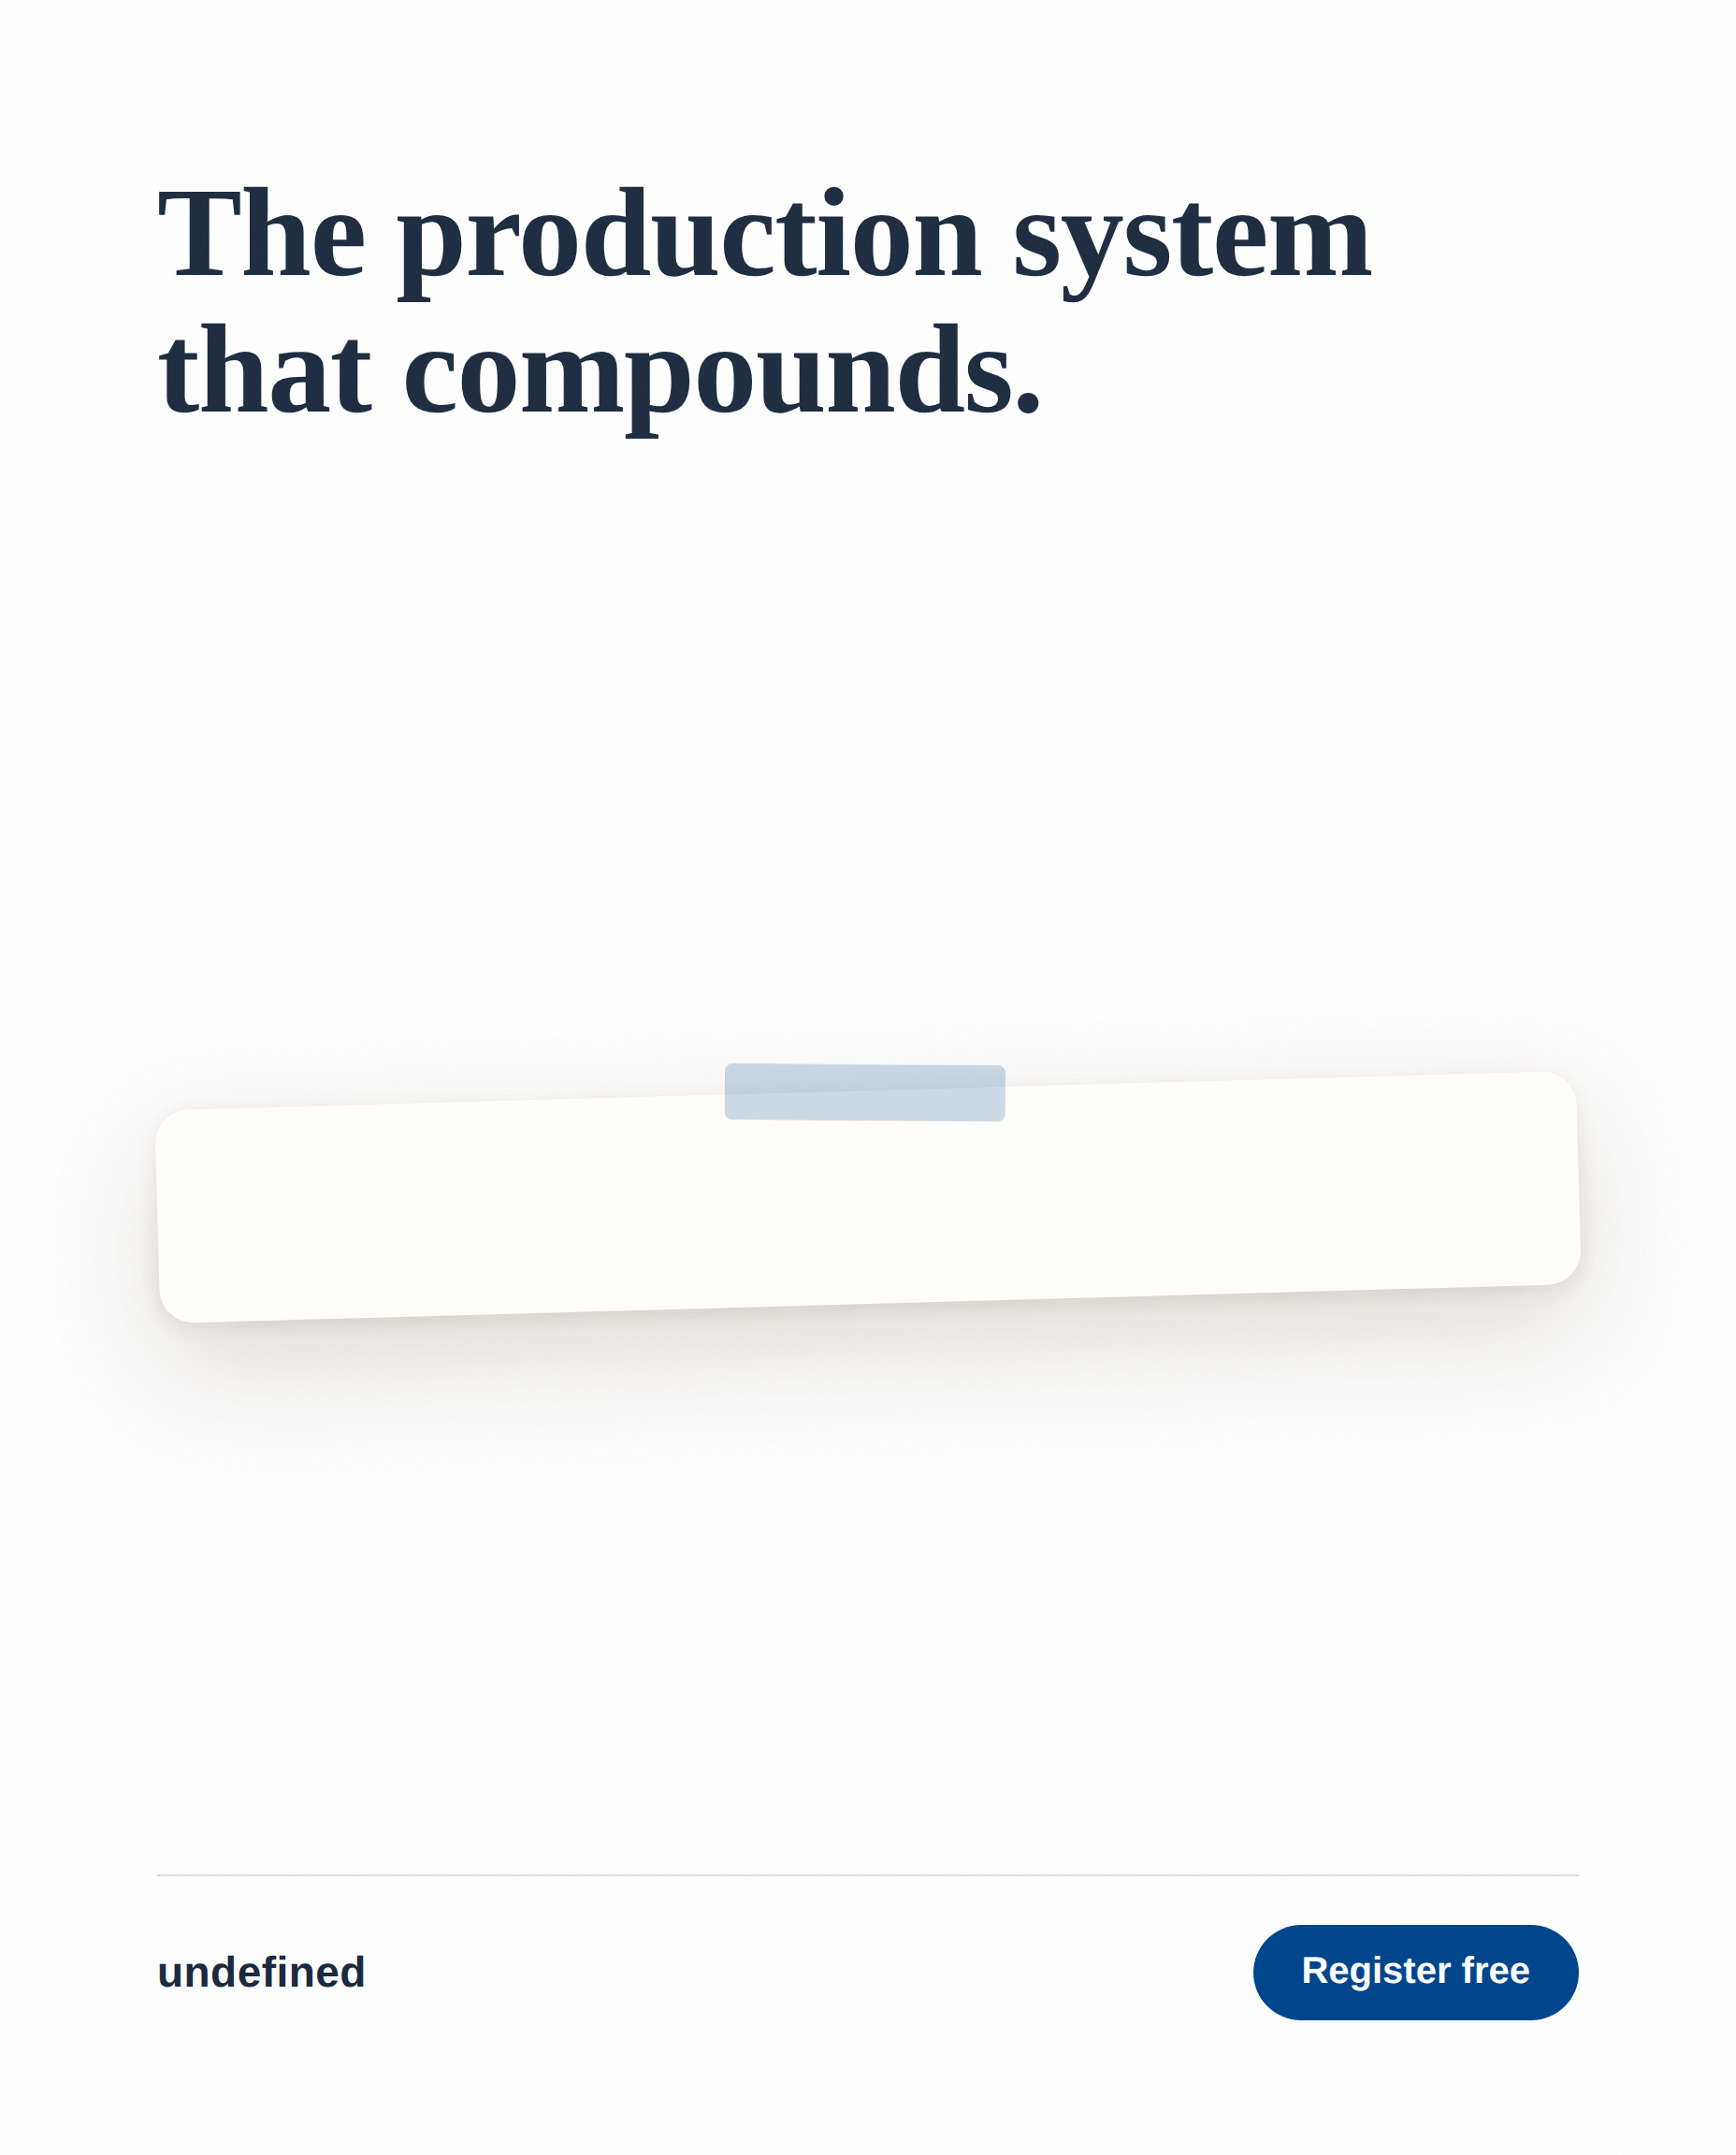 The production system
that compounds.
undefined
Register free